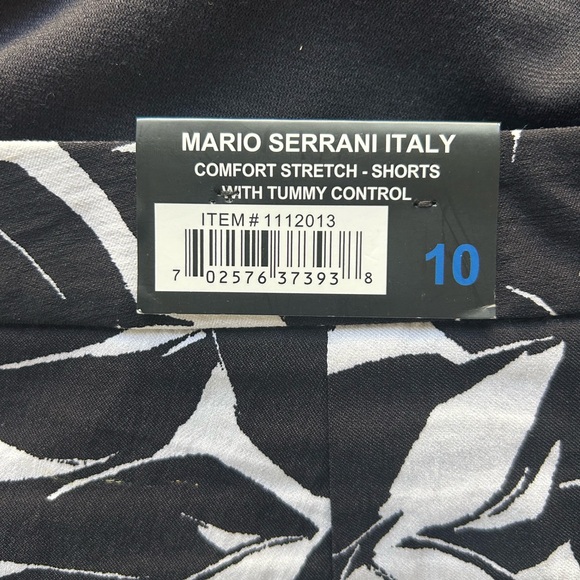 MARIO SERRANI ITALY
COMFORT STRETCH - SHORTS
WITH TUMMY CONTROL
ITEM # 1112013
7 02576 37393 8
10